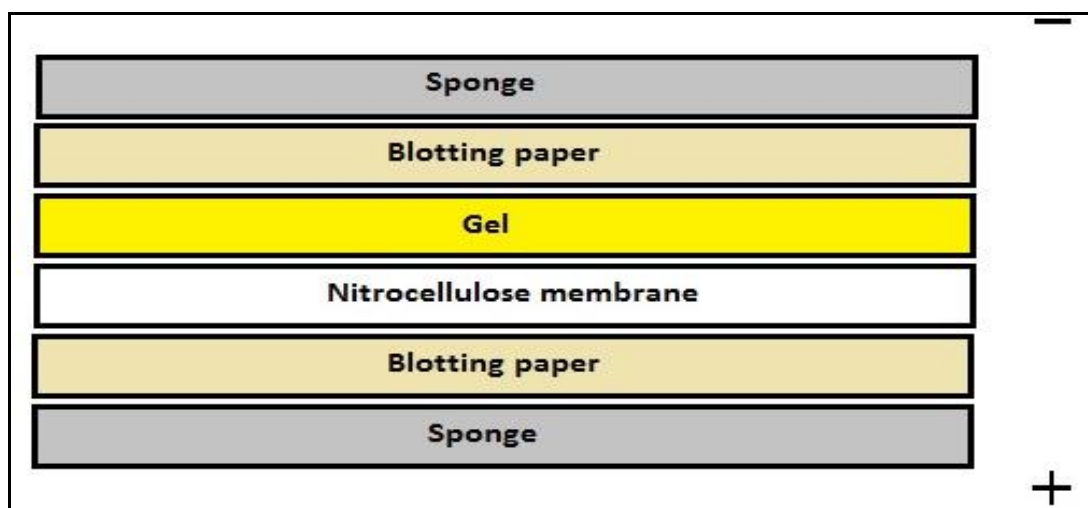 −
Sponge
Blotting paper
Gel
Nitrocellulose membrane
Blotting paper
Sponge
+